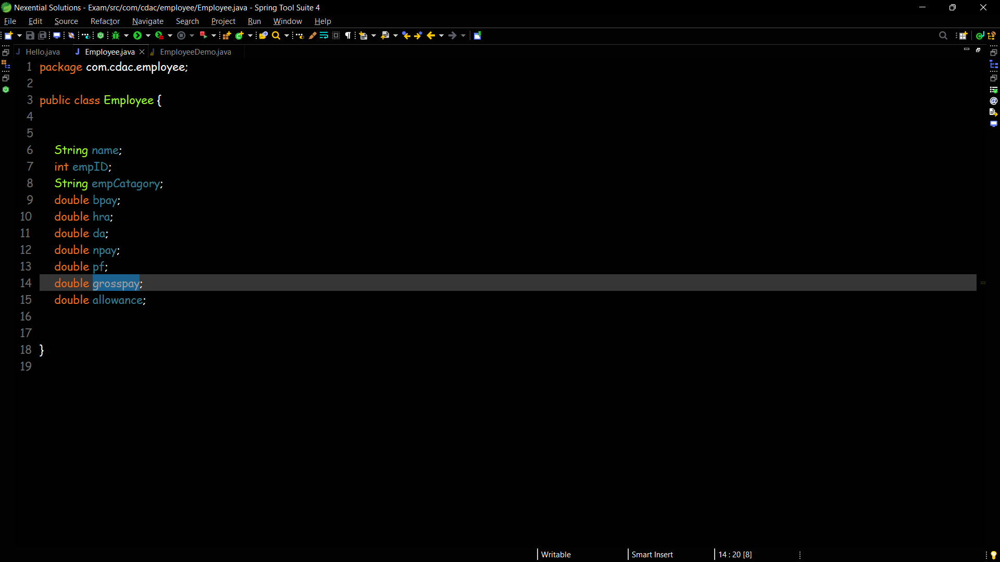 Nexential Solutions - Exam/src/com/cdac/employee/Employee.java - Spring Tool Suite 4
File Edit Source Refactor Navigate Search Project Run Window Help
Hello.java Employee.java EmployeeDemo.java
1 package com.cdac.employee;
2
3 public class Employee {
4
5
6 String name;
7 int empID;
8 String empCatagory;
9 double bpay;
10 double hra;
11 double da;
12 double npay;
13 double pf;
14 double grosspay;
15 double allowance;
16
17
18 }
19
Writable Smart Insert 14 : 20 [8]